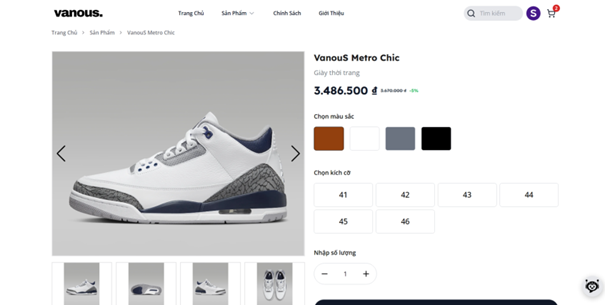 vanous.
Trang Chủ Sản Phẩm Chính Sách Giới Thiệu
Tìm kiếm
S
2
Trang Chủ > Sản Phẩm > VanouS Metro Chic
VanouS Metro Chic
Giày thời trang
3.486.500 ₫ 3.670.000 ₫ -5%
Chọn màu sắc
Chọn kích cỡ
41 42 43 44
45 46
Nhập số lượng
− 1 +